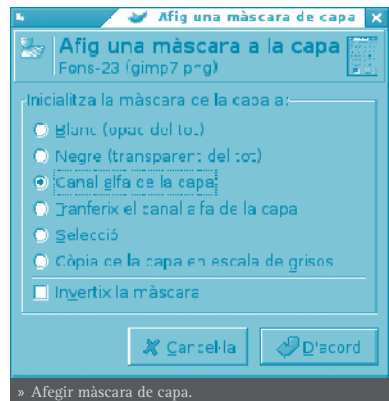 Afig una màscara de capa
Afig una màscara a la capa
Fons-23 (gimp7 png)
Inicialitza la màscara de la capa a:
Blanc (opac del tot)
Negre (transparent del tot)
Canal alfa de la capa
Tranferix el canal alfa de la capa
Selecció
Còpia de la capa en escala de grisos
Invertix la màscara
Cancel·la
D'acord
» Afegir màscara de capa.